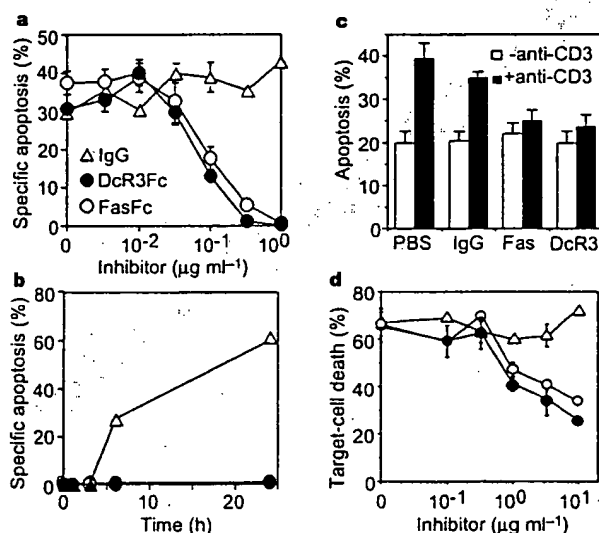 a
Specific apoptosis (%)
50
40
30
20
10
0
IgG
DcR3Fc
FasFc
0 10⁻² 10⁻¹ 10⁰
Inhibitor (µg ml⁻¹)
b
Specific apoptosis (%)
80
60
40
20
0
0 10 20
Time (h)
c
Apoptosis (%)
40
30
20
10
0
-anti-CD3
+anti-CD3
PBS IgG Fas DcR3
d
Target-cell death (%)
80
60
40
20
0
0 10⁻¹ 10⁰ 10¹
Inhibitor (µg ml⁻¹)